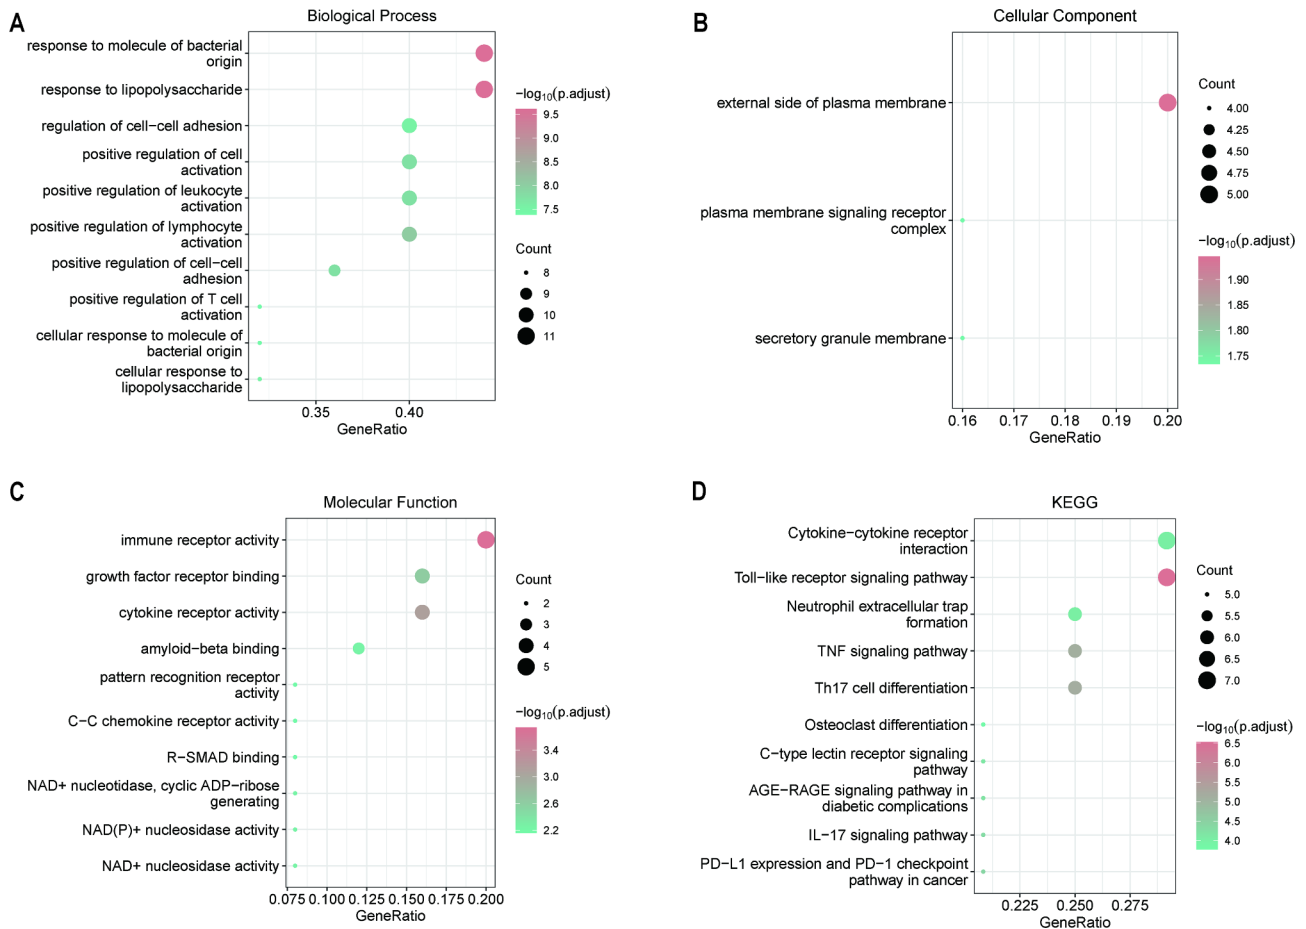 A
Biological Process
response to molecule of bacterial
origin
response to lipopolysaccharide
regulation of cell−cell adhesion
positive regulation of cell
activation
positive regulation of leukocyte
activation
positive regulation of lymphocyte
activation
positive regulation of cell−cell
adhesion
positive regulation of T cell
activation
cellular response to molecule of
bacterial origin
cellular response to
lipopolysaccharide
0.35 0.40
GeneRatio
−log10(p.adjust)
9.5
9.0
8.5
8.0
7.5
Count
8
9
10
11
B
Cellular Component
external side of plasma membrane
plasma membrane signaling receptor
complex
secretory granule membrane
0.16 0.17 0.18 0.19 0.20
GeneRatio
Count
4.00
4.25
4.50
4.75
5.00
−log10(p.adjust)
1.90
1.85
1.80
1.75
C
Molecular Function
immune receptor activity
growth factor receptor binding
cytokine receptor activity
amyloid−beta binding
pattern recognition receptor
activity
C−C chemokine receptor activity
R−SMAD binding
NAD+ nucleotidase, cyclic ADP−ribose
generating
NAD(P)+ nucleosidase activity
NAD+ nucleosidase activity
0.075 0.100 0.125 0.150 0.175 0.200
GeneRatio
Count
2
3
4
5
−log10(p.adjust)
3.4
3.0
2.6
2.2
D
KEGG
Cytokine−cytokine receptor
interaction
Toll−like receptor signaling pathway
Neutrophil extracellular trap
formation
TNF signaling pathway
Th17 cell differentiation
Osteoclast differentiation
C−type lectin receptor signaling
pathway
AGE−RAGE signaling pathway in
diabetic complications
IL−17 signaling pathway
PD−L1 expression and PD−1 checkpoint
pathway in cancer
0.225 0.250 0.275
GeneRatio
Count
5.0
5.5
6.0
6.5
7.0
−log10(p.adjust)
6.5
6.0
5.5
5.0
4.5
4.0